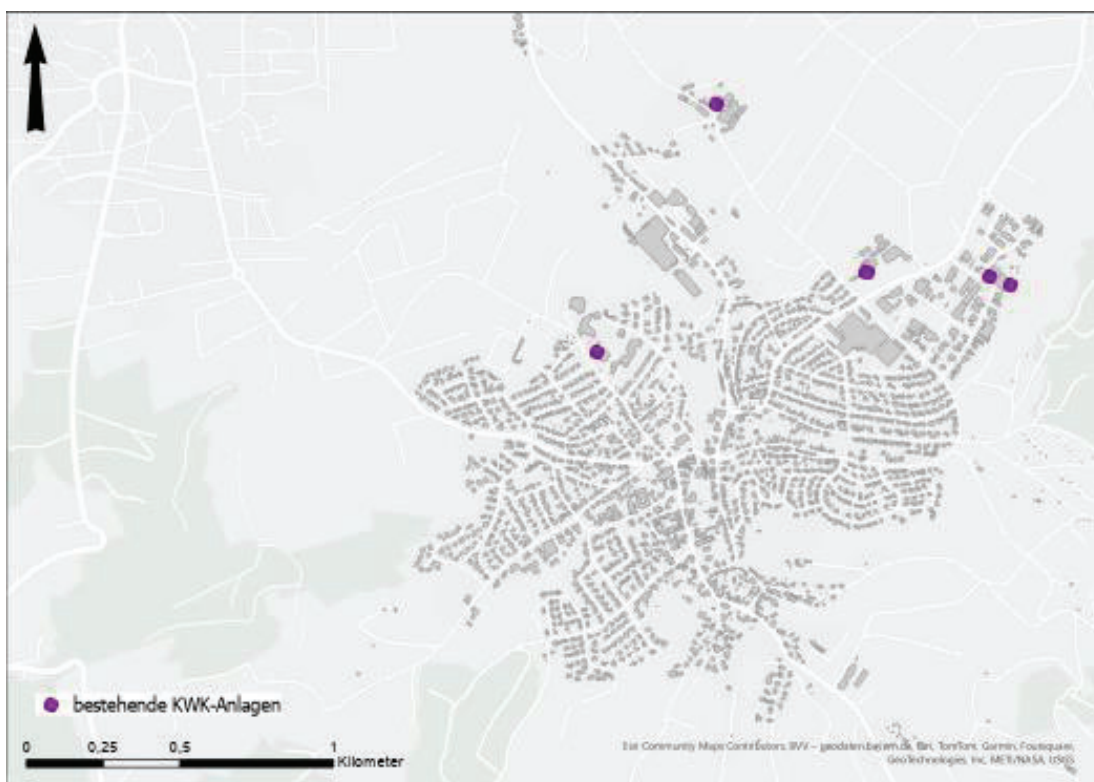 bestehende KWK-Anlagen
0 0,25 0,5 1
Kilometer
Esri Community Maps Contributors, BVV – geodaten.bayern.de, Esri, TomTom, Garmin, Foursquare,
GeoTechnologies, Inc, METI/NASA, USGS